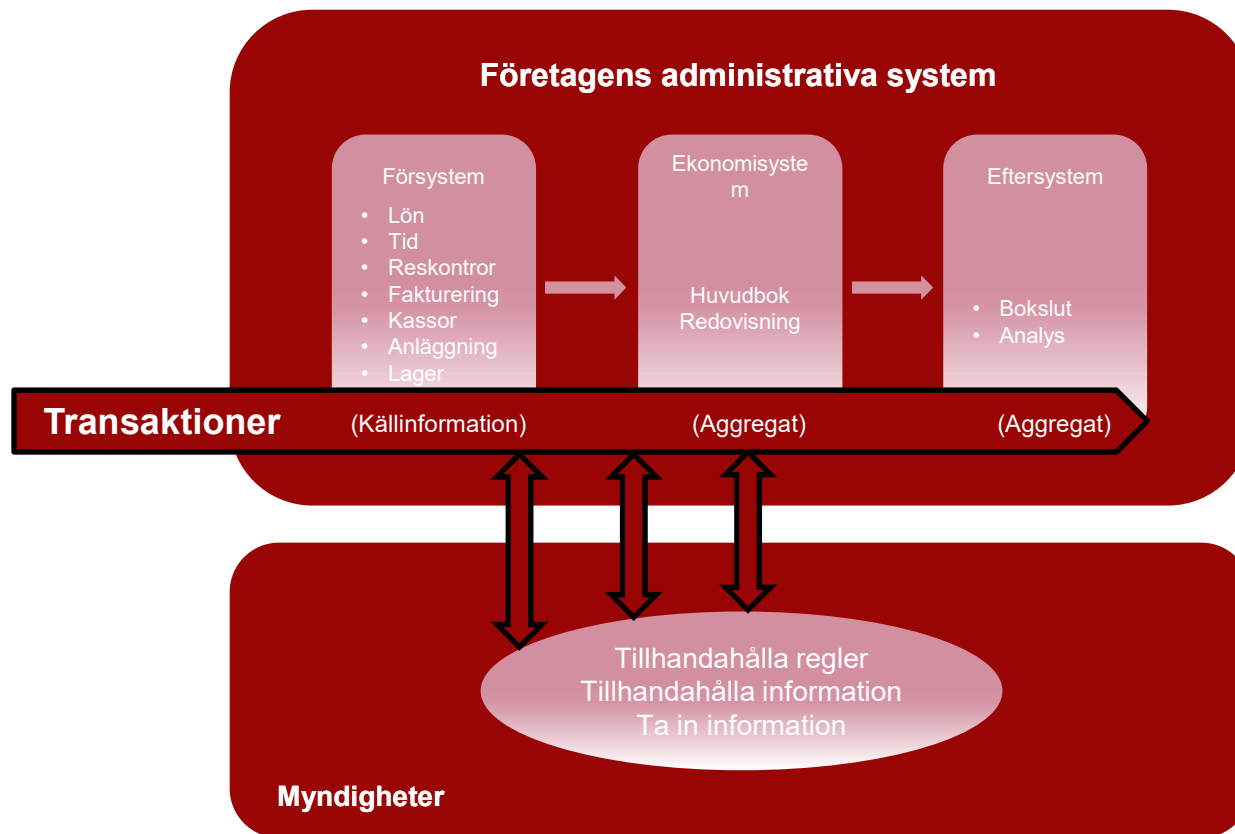 Företagens administrativa system
Försystem
• Lön
• Tid
• Reskontror
• Fakturering
• Kassor
• Anläggning
• Lager
Ekonomisyste
m
Huvudbok
Redovisning
Eftersystem
• Bokslut
• Analys
Transaktioner
(Källinformation)
(Aggregat)
(Aggregat)
Tillhandahålla regler
Tillhandahålla information
Ta in information
Myndigheter